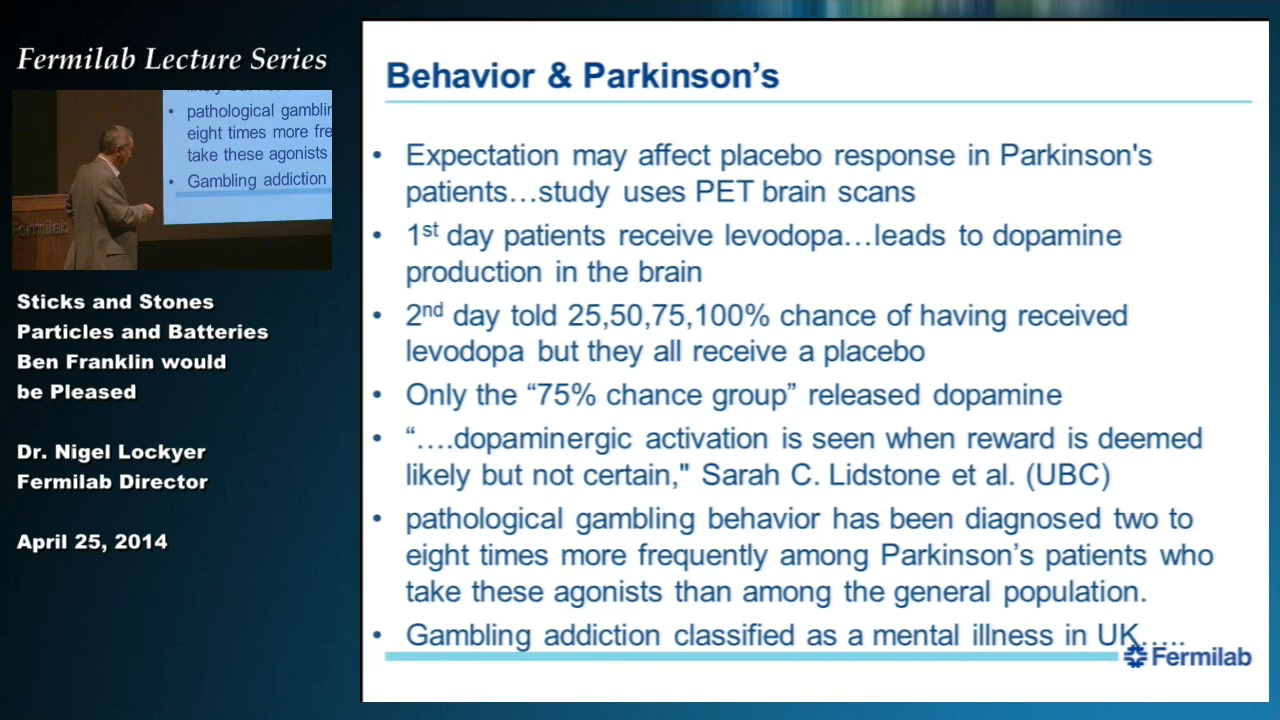 Fermilab Lecture Series
pathological gamblin
eight times more fre
take these agonists
• Gambling addiction
Fermilab
Sticks and Stones
Particles and Batteries
Ben Franklin would
be Pleased
Dr. Nigel Lockyer
Fermilab Director
April 25, 2014
Behavior & Parkinson's
• Expectation may affect placebo response in Parkinson's
patients…study uses PET brain scans
• 1st day patients receive levodopa…leads to dopamine
production in the brain
• 2nd day told 25,50,75,100% chance of having received
levodopa but they all receive a placebo
• Only the “75% chance group” released dopamine
• “….dopaminergic activation is seen when reward is deemed
likely but not certain," Sarah C. Lidstone et al. (UBC)
• pathological gambling behavior has been diagnosed two to
eight times more frequently among Parkinson’s patients who
take these agonists than among the general population.
• Gambling addiction classified as a mental illness in UK…..
Fermilab